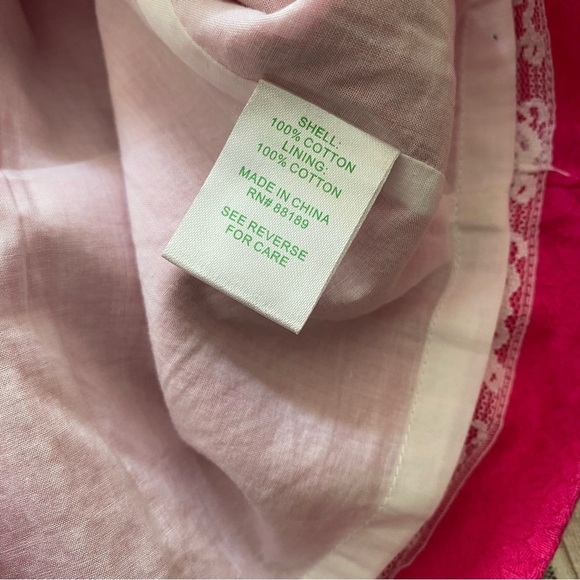 SHELL:
100% COTTON
LINING:
100% COTTON
MADE IN CHINA
RN# 88189
SEE REVERSE
FOR CARE